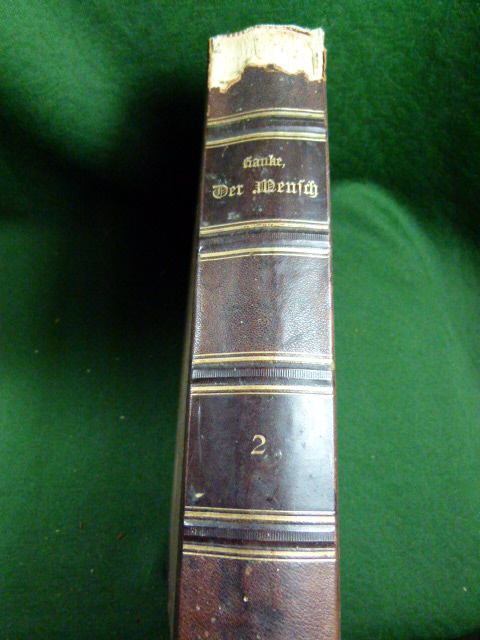 Ranke,
Der Mensch
2